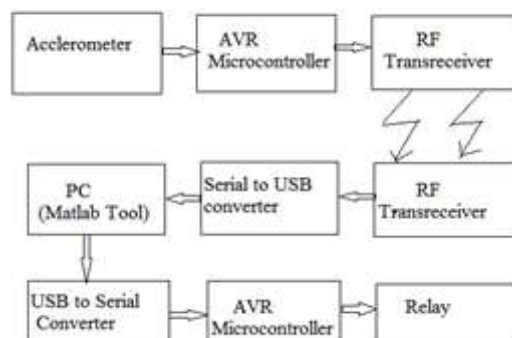 Acclerometer
AVR
Microcontroller
RF
Transreceiver
PC
(Matlab Tool)
Serial to USB
converter
RF
Transreceiver
USB to Serial
Converter
AVR
Microcontroller
Relay